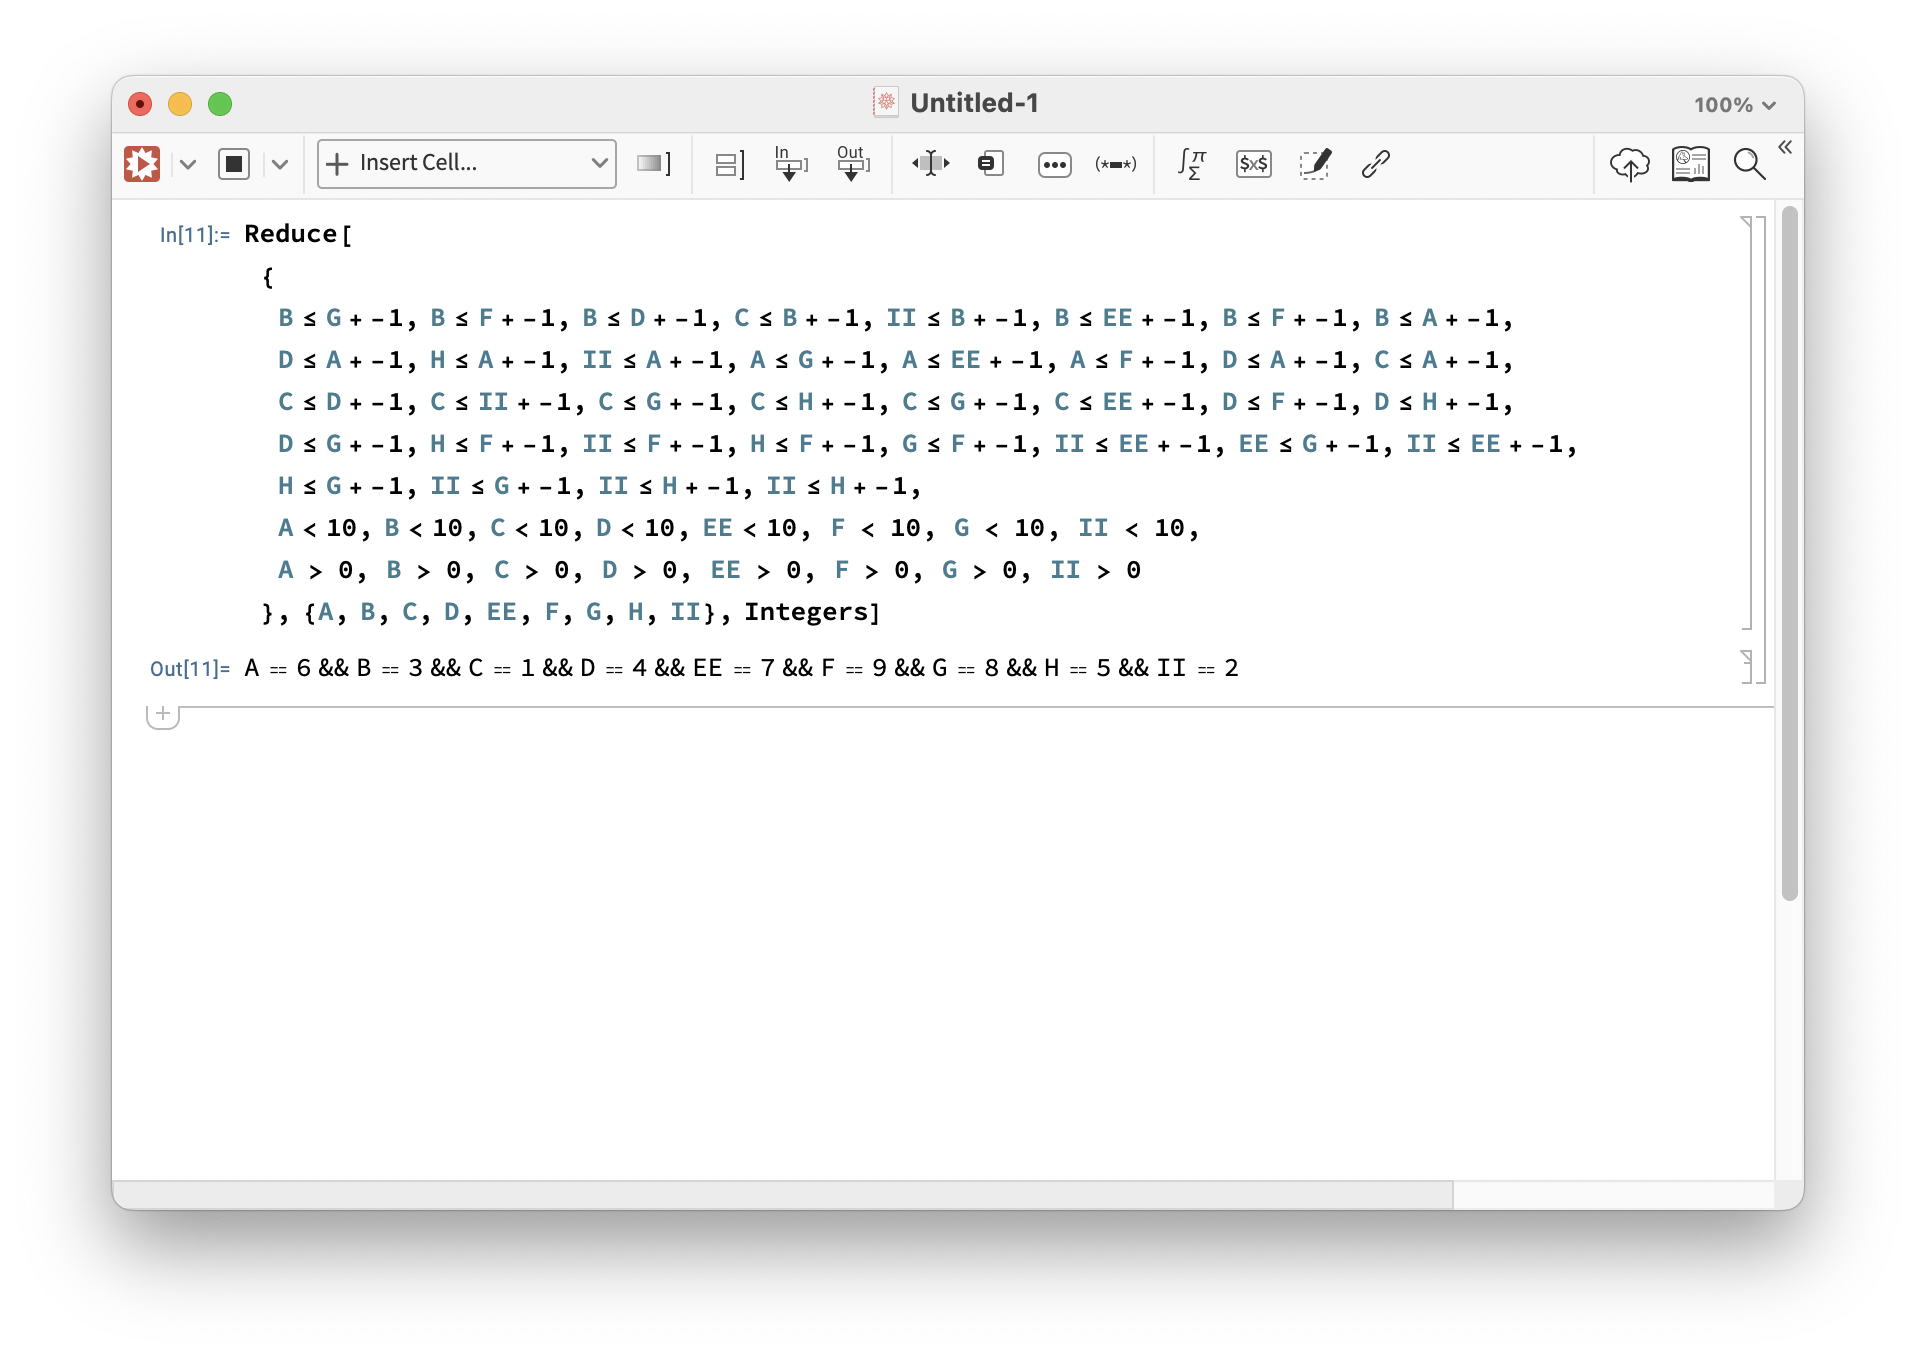 Untitled-1
100%
Insert Cell...
In
Out
(*▬*)
∫π
Σ
$x$
«
In[11]:= Reduce[
{
B ≤ G + -1, B ≤ F + -1, B ≤ D + -1, C ≤ B + -1, II ≤ B + -1, B ≤ EE + -1, B ≤ F + -1, B ≤ A + -1,
D ≤ A + -1, H ≤ A + -1, II ≤ A + -1, A ≤ G + -1, A ≤ EE + -1, A ≤ F + -1, D ≤ A + -1, C ≤ A + -1,
C ≤ D + -1, C ≤ II + -1, C ≤ G + -1, C ≤ H + -1, C ≤ G + -1, C ≤ EE + -1, D ≤ F + -1, D ≤ H + -1,
D ≤ G + -1, H ≤ F + -1, II ≤ F + -1, H ≤ F + -1, G ≤ F + -1, II ≤ EE + -1, EE ≤ G + -1, II ≤ EE + -1,
H ≤ G + -1, II ≤ G + -1, II ≤ H + -1, II ≤ H + -1,
A < 10, B < 10, C < 10, D < 10, EE < 10, F < 10, G < 10, II < 10,
A > 0, B > 0, C > 0, D > 0, EE > 0, F > 0, G > 0, II > 0
}, {A, B, C, D, EE, F, G, H, II}, Integers]
Out[11]= A == 6 && B == 3 && C == 1 && D == 4 && EE == 7 && F == 9 && G == 8 && H == 5 && II == 2